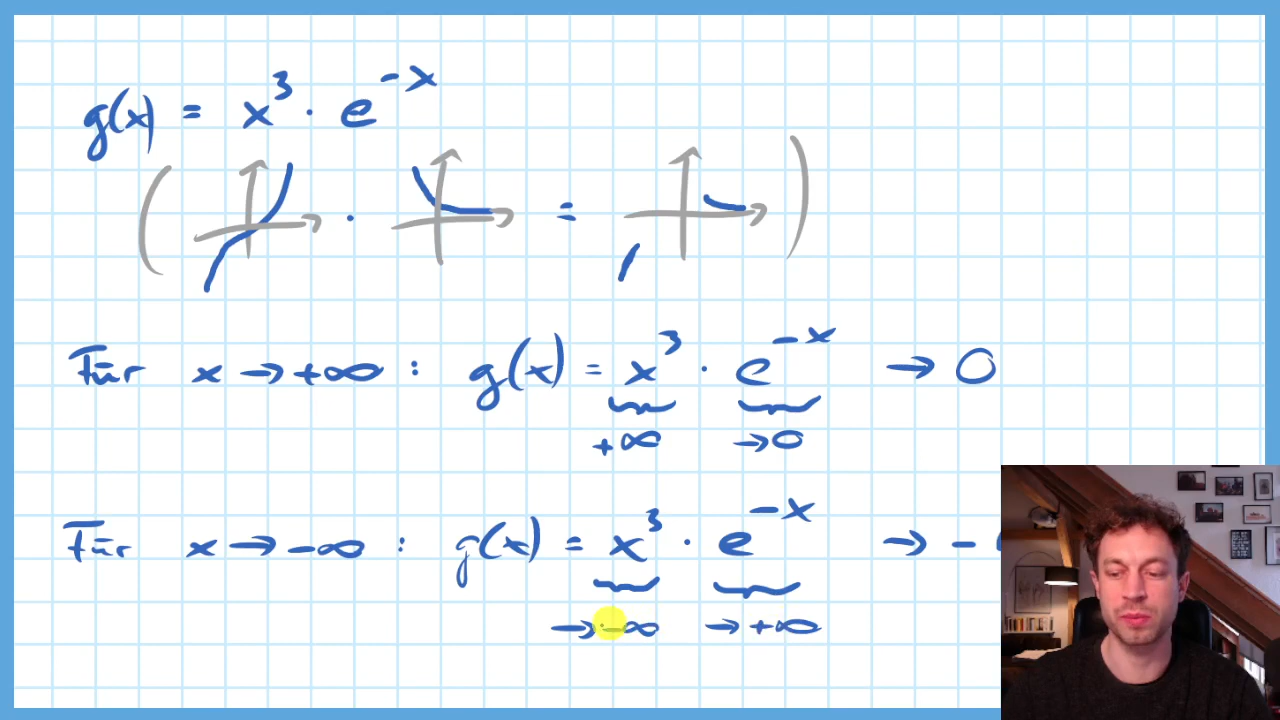 g(x) = x³ · e⁻ˣ
( · = )
Für x → +∞ : g(x) = x³ · e⁻ˣ → 0
+∞ → 0
Für x → -∞ : g(x) = x³ · e⁻ˣ → -
→ -∞ → +∞